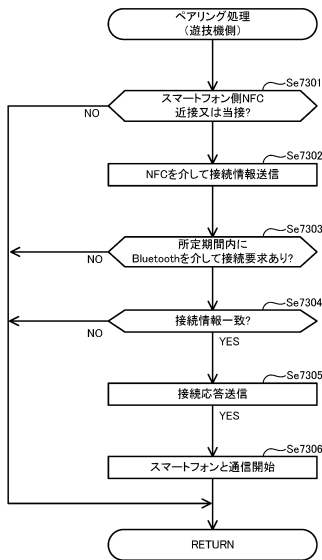 ペアリング処理
(遊技機側)
Se7301
スマートフォン側NFC
近接又は当接?
NO
Se7302
NFCを介して接続情報送信
Se7303
所定期間内に
Bluetoothを介して接続要求あり?
NO
Se7304
接続情報一致?
NO
YES
Se7305
接続応答送信
YES
Se7306
スマートフォンと通信開始
RETURN